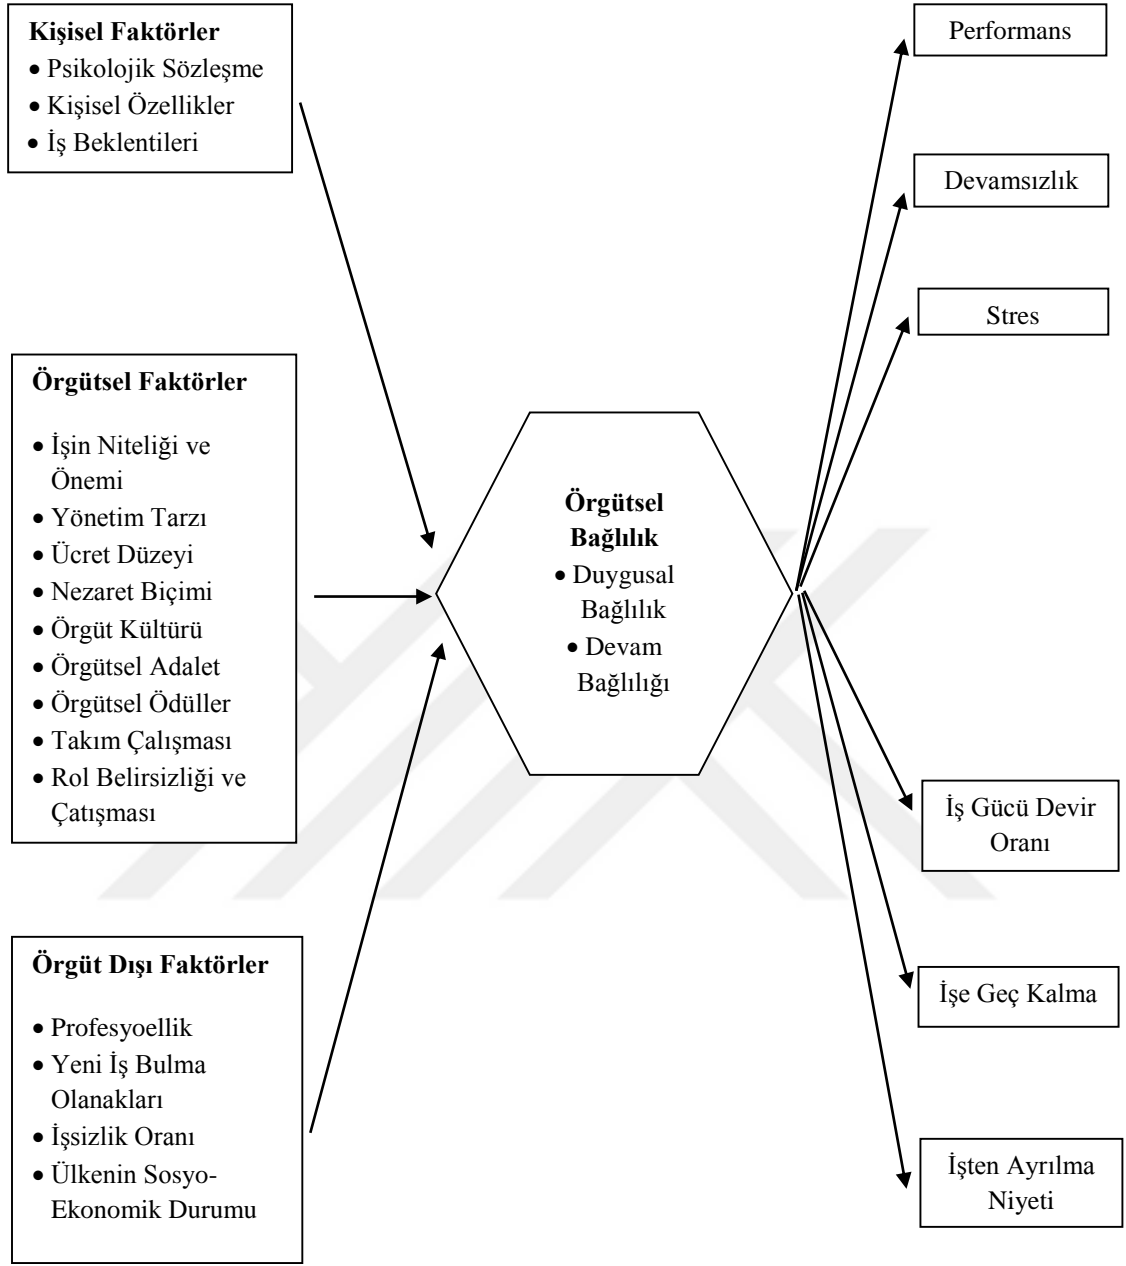 Kişisel Faktörler
• Psikolojik Sözleşme
• Kişisel Özellikler
• İş Beklentileri
Örgütsel Faktörler
• İşin Niteliği ve
Önemi
• Yönetim Tarzı
• Ücret Düzeyi
• Nezaret Biçimi
• Örgüt Kültürü
• Örgütsel Adalet
• Örgütsel Ödüller
• Takım Çalışması
• Rol Belirsizliği ve
Çatışması
Örgüt Dışı Faktörler
• Profesyoellik
• Yeni İş Bulma
Olanakları
• İşsizlik Oranı
• Ülkenin Sosyo-
Ekonomik Durumu
Örgütsel
Bağlılık
• Duygusal
Bağlılık
• Devam
Bağlılığı
Performans
Devamsızlık
Stres
İş Gücü Devir
Oranı
İşe Geç Kalma
İşten Ayrılma
Niyeti